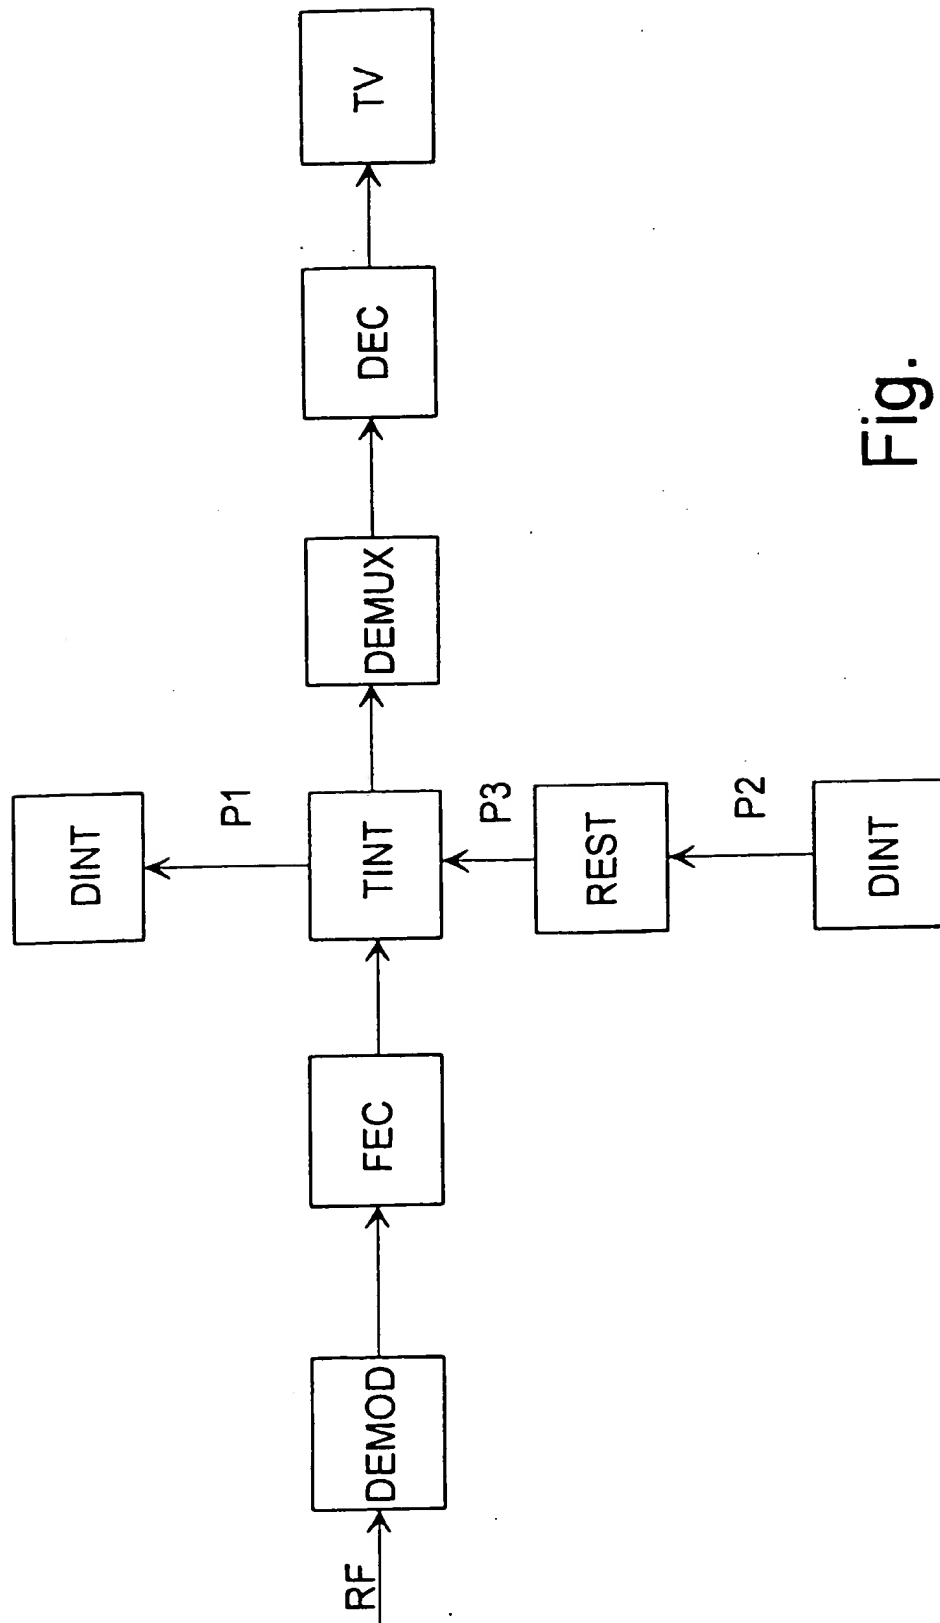 DINT
P1
RF
DEMOD
FEC
TINT
DEMUX
DEC
TV
P3
REST
P2
DINT
Fig.